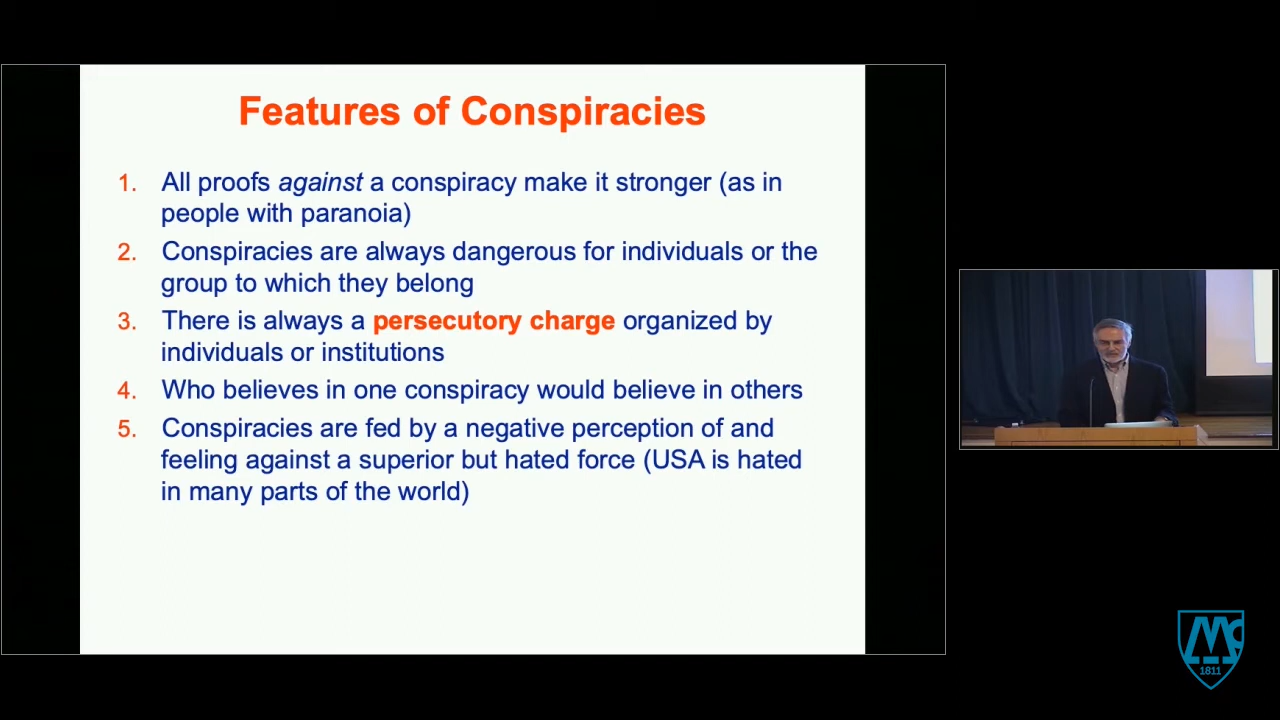 Features of Conspiracies
1. All proofs against a conspiracy make it stronger (as in
people with paranoia)
2. Conspiracies are always dangerous for individuals or the
group to which they belong
3. There is always a persecutory charge organized by
individuals or institutions
4. Who believes in one conspiracy would believe in others
5. Conspiracies are fed by a negative perception of and
feeling against a superior but hated force (USA is hated
in many parts of the world)
Mc
1811